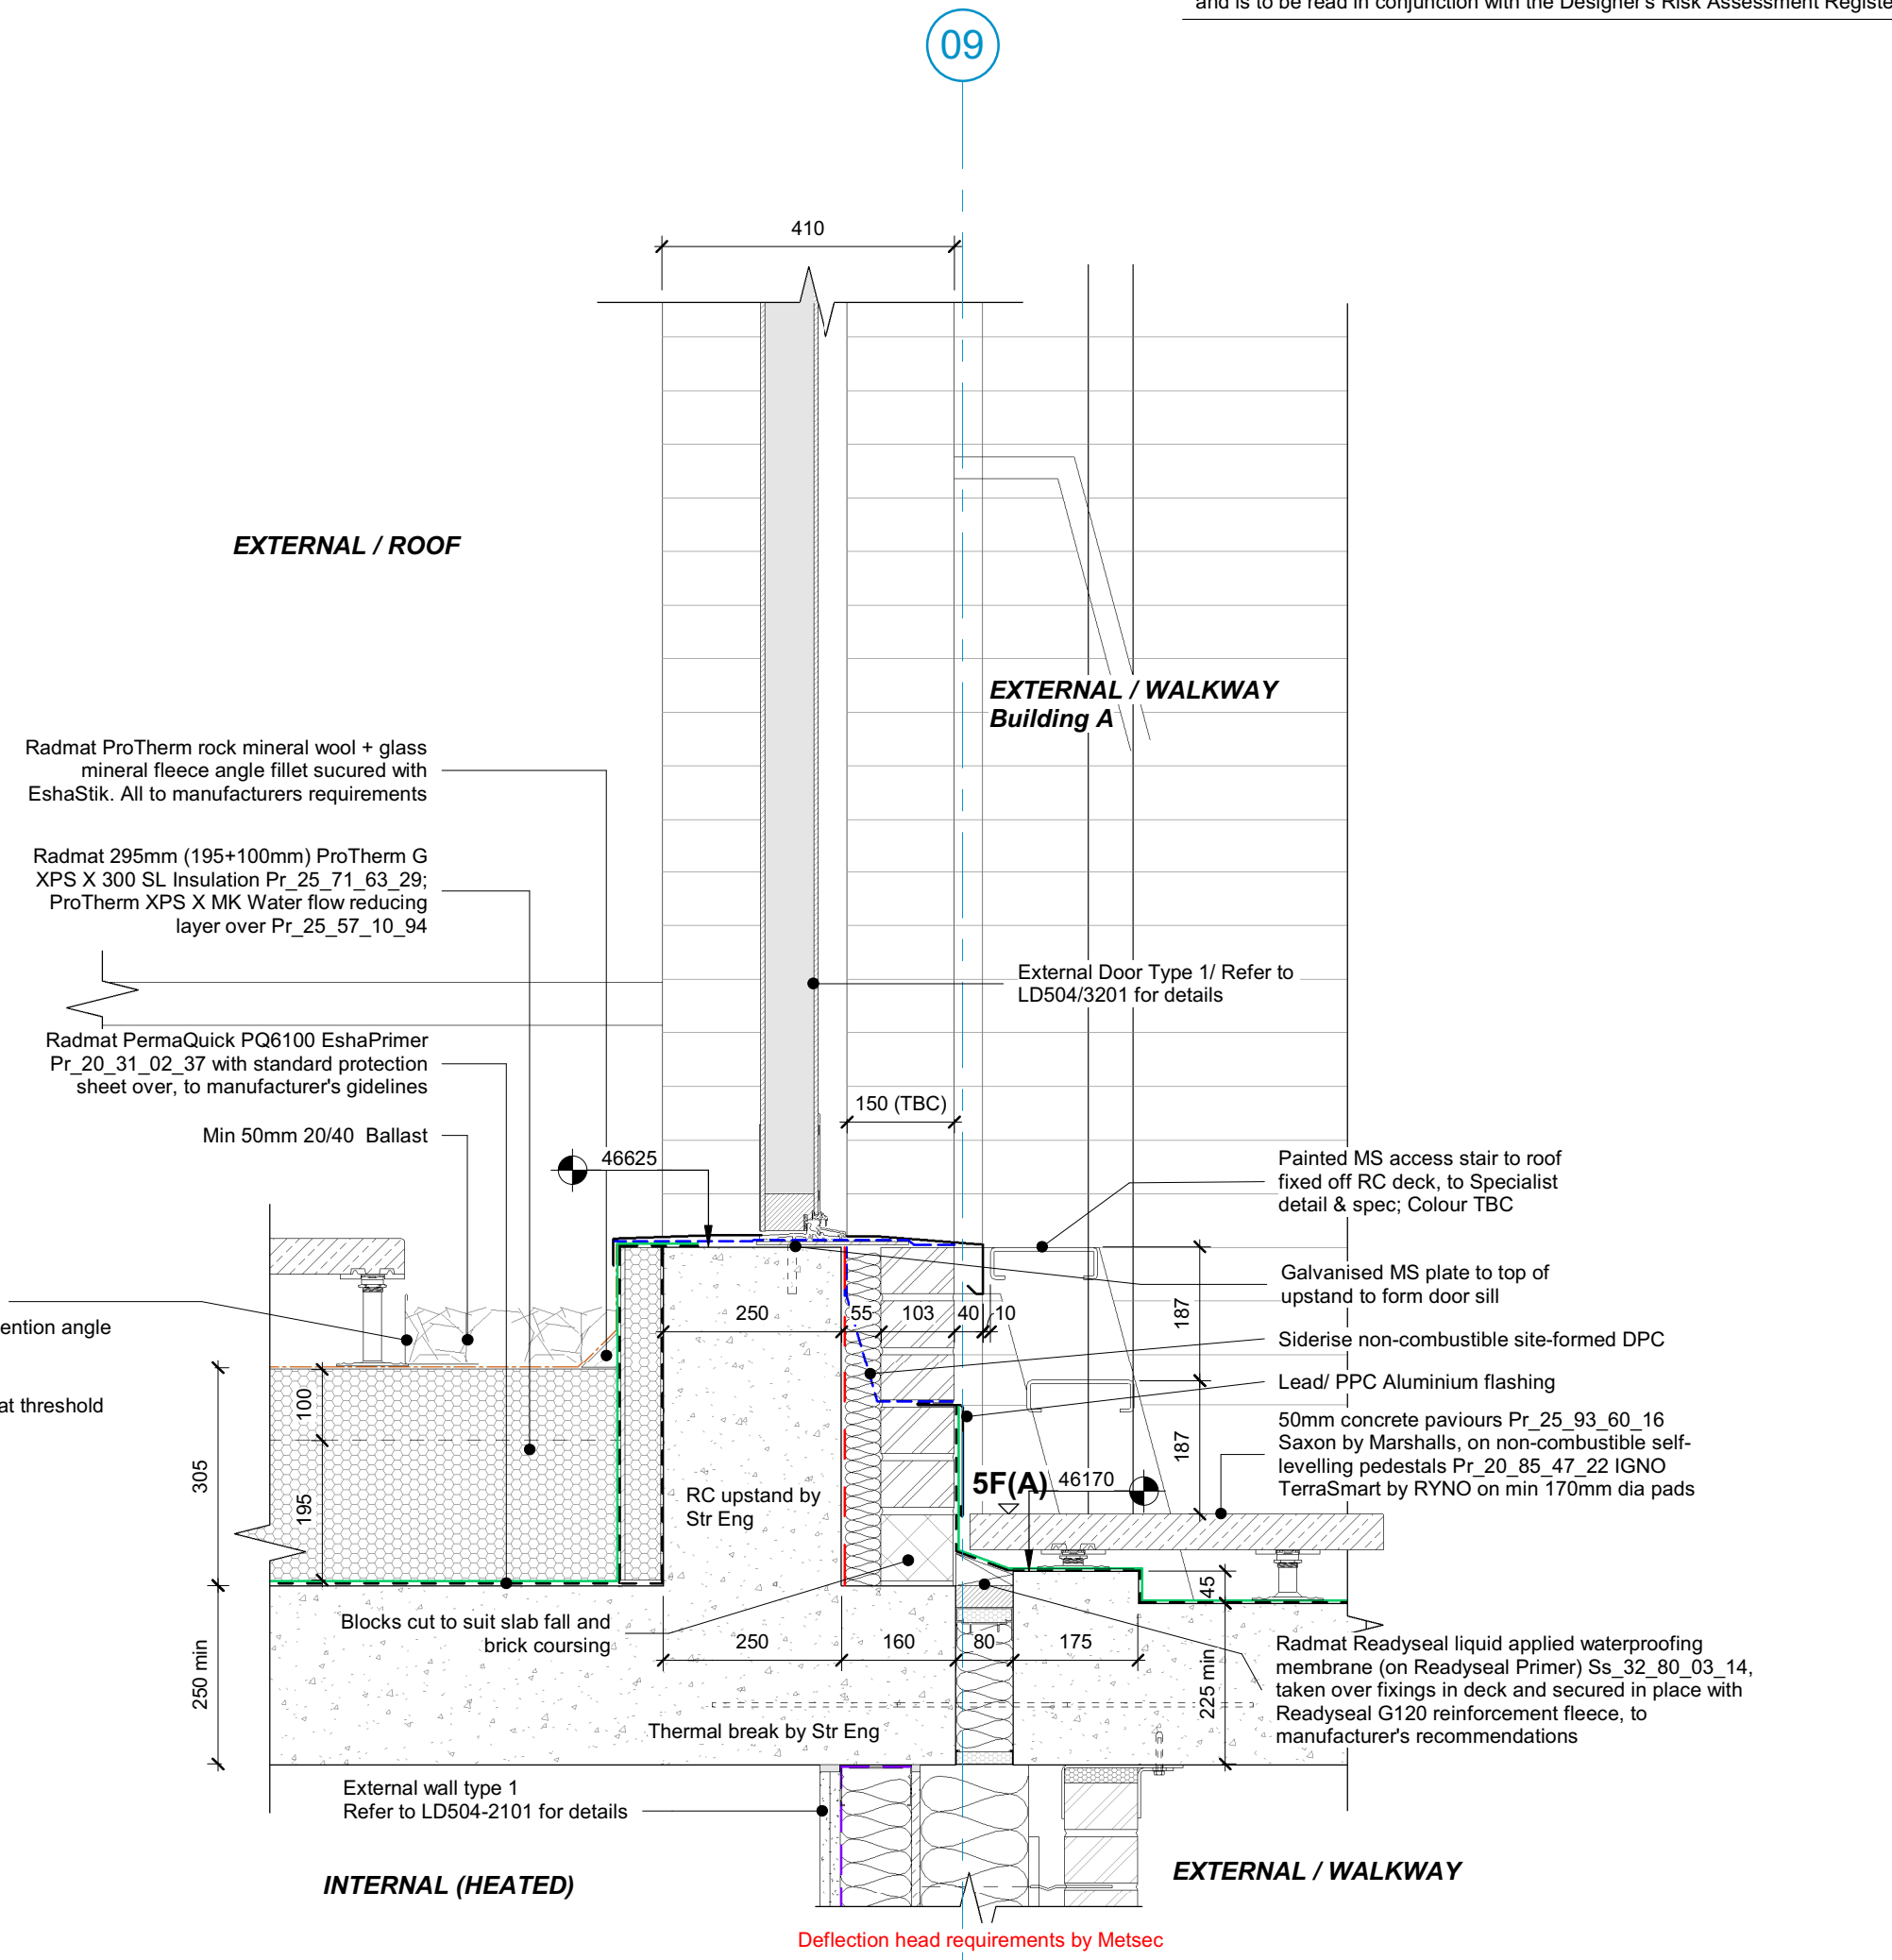 and is to be read in conjunction with the Designer's Risk Assessment Registe
09
410
EXTERNAL / ROOF
EXTERNAL / WALKWAY
Building A
Radmat ProTherm rock mineral wool + glass
mineral fleece angle fillet sucured with
EshaStik. All to manufacturers requirements
Radmat 295mm (195+100mm) ProTherm G
XPS X 300 SL Insulation Pr_25_71_63_29;
ProTherm XPS X MK Water flow reducing
layer over Pr_25_57_10_94
External Door Type 1/ Refer to
LD504/3201 for details
Radmat PermaQuick PQ6100 EshaPrimer
Pr_20_31_02_37 with standard protection
sheet over, to manufacturer's gidelines
150 (TBC)
Min 50mm 20/40 Ballast
46625
Painted MS access stair to roof
fixed off RC deck, to Specialist
detail & spec; Colour TBC
Galvanised MS plate to top of
upstand to form door sill
ention angle
250
55
103
40
10
187
Siderise non-combustible site-formed DPC
Lead/ PPC Aluminium flashing
at threshold
100
305
195
187
50mm concrete paviours Pr_25_93_60_16
Saxon by Marshalls, on non-combustible self-
levelling pedestals Pr_20_85_47_22 IGNO
TerraSmart by RYNO on min 170mm dia pads
RC upstand by
Str Eng
5F(A)
46170
45
Blocks cut to suit slab fall and
brick coursing
250
160
80
175
250 min
225 min
Radmat Readyseal liquid applied waterproofing
membrane (on Readyseal Primer) Ss_32_80_03_14,
taken over fixings in deck and secured in place with
Readyseal G120 reinforcement fleece, to
manufacturer's recommendations
Thermal break by Str Eng
External wall type 1
Refer to LD504-2101 for details
INTERNAL (HEATED)
EXTERNAL / WALKWAY
Deflection head requirements by Metsec